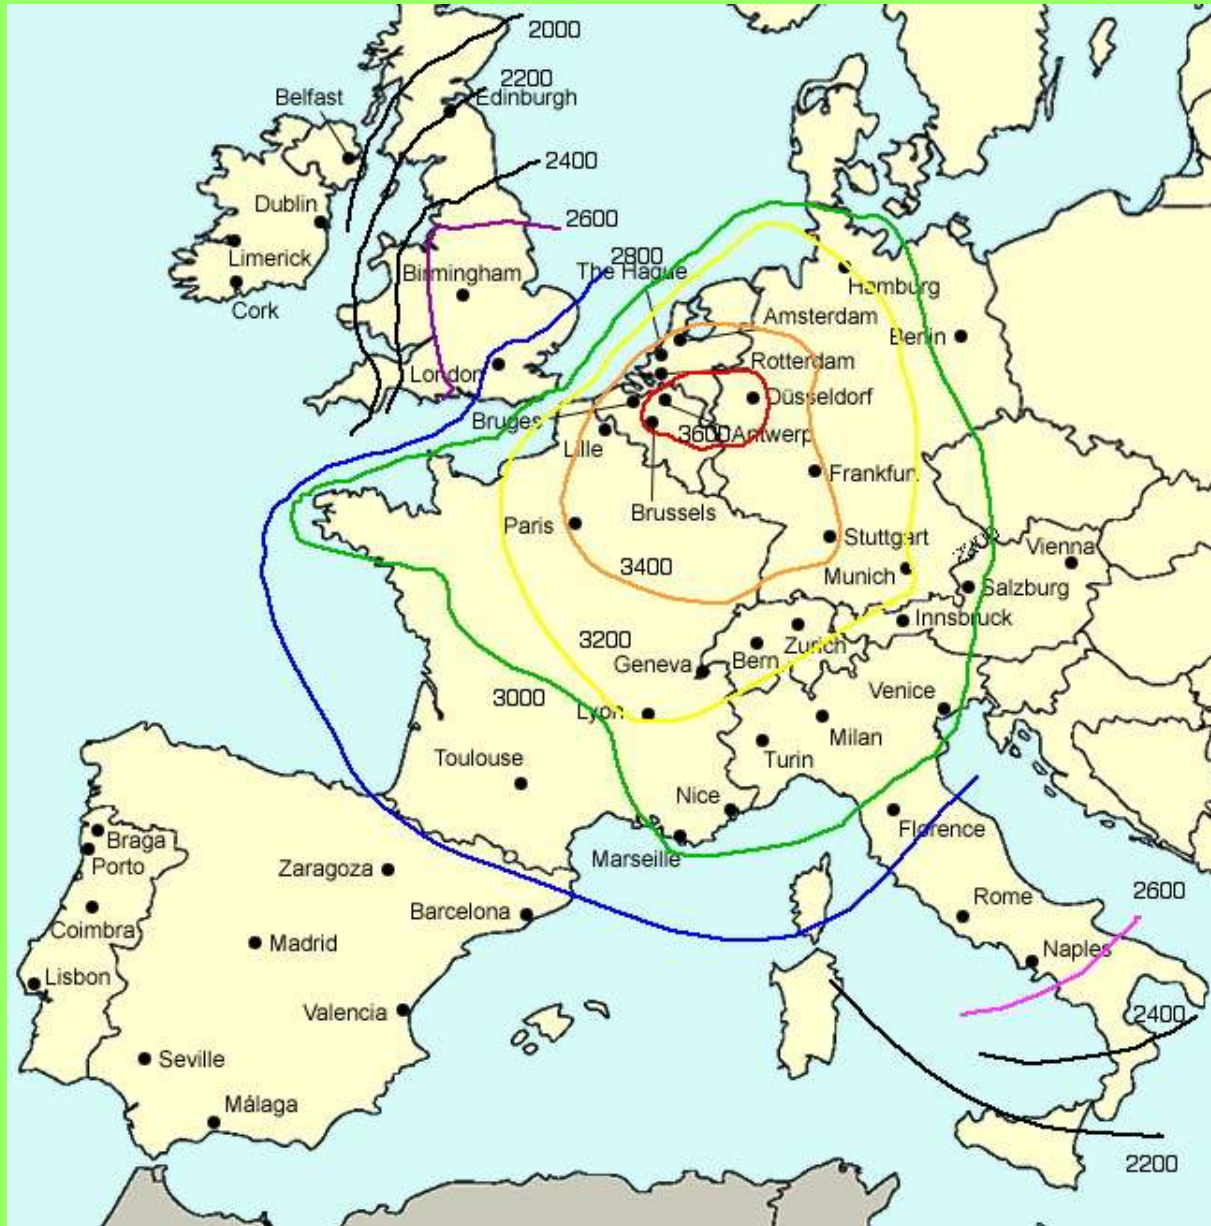 2000
2200
Belfast
Edinburgh
2400
Dublin
2600
Limerick
2800
The Hague
Birmingham
Hamburg
Cork
Amsterdam
Berlin
Rotterdam
London
Düsseldorf
Bruges
3600
Antwerp
Lille
Frankfurt
Brussels
Paris
Stuttgart
Vienna
3400
Munich
Salzburg
Innsbruck
3200
Zurich
Geneva
Bern
Venice
3000
Lyon
Milan
Toulouse
Turin
Nice
Florence
Braga
Marseille
Porto
Zaragoza
2600
Rome
Barcelona
Coimbra
Madrid
Naples
Lisbon
Valencia
2400
Seville
Málaga
2200